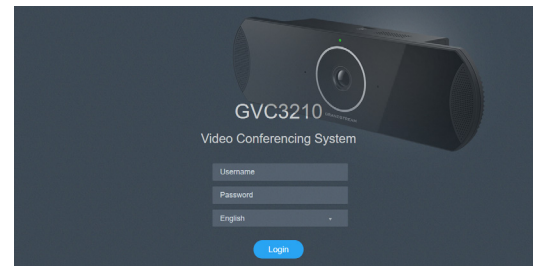 GVC3210
Video Conferencing System
Username
Password
English
Login